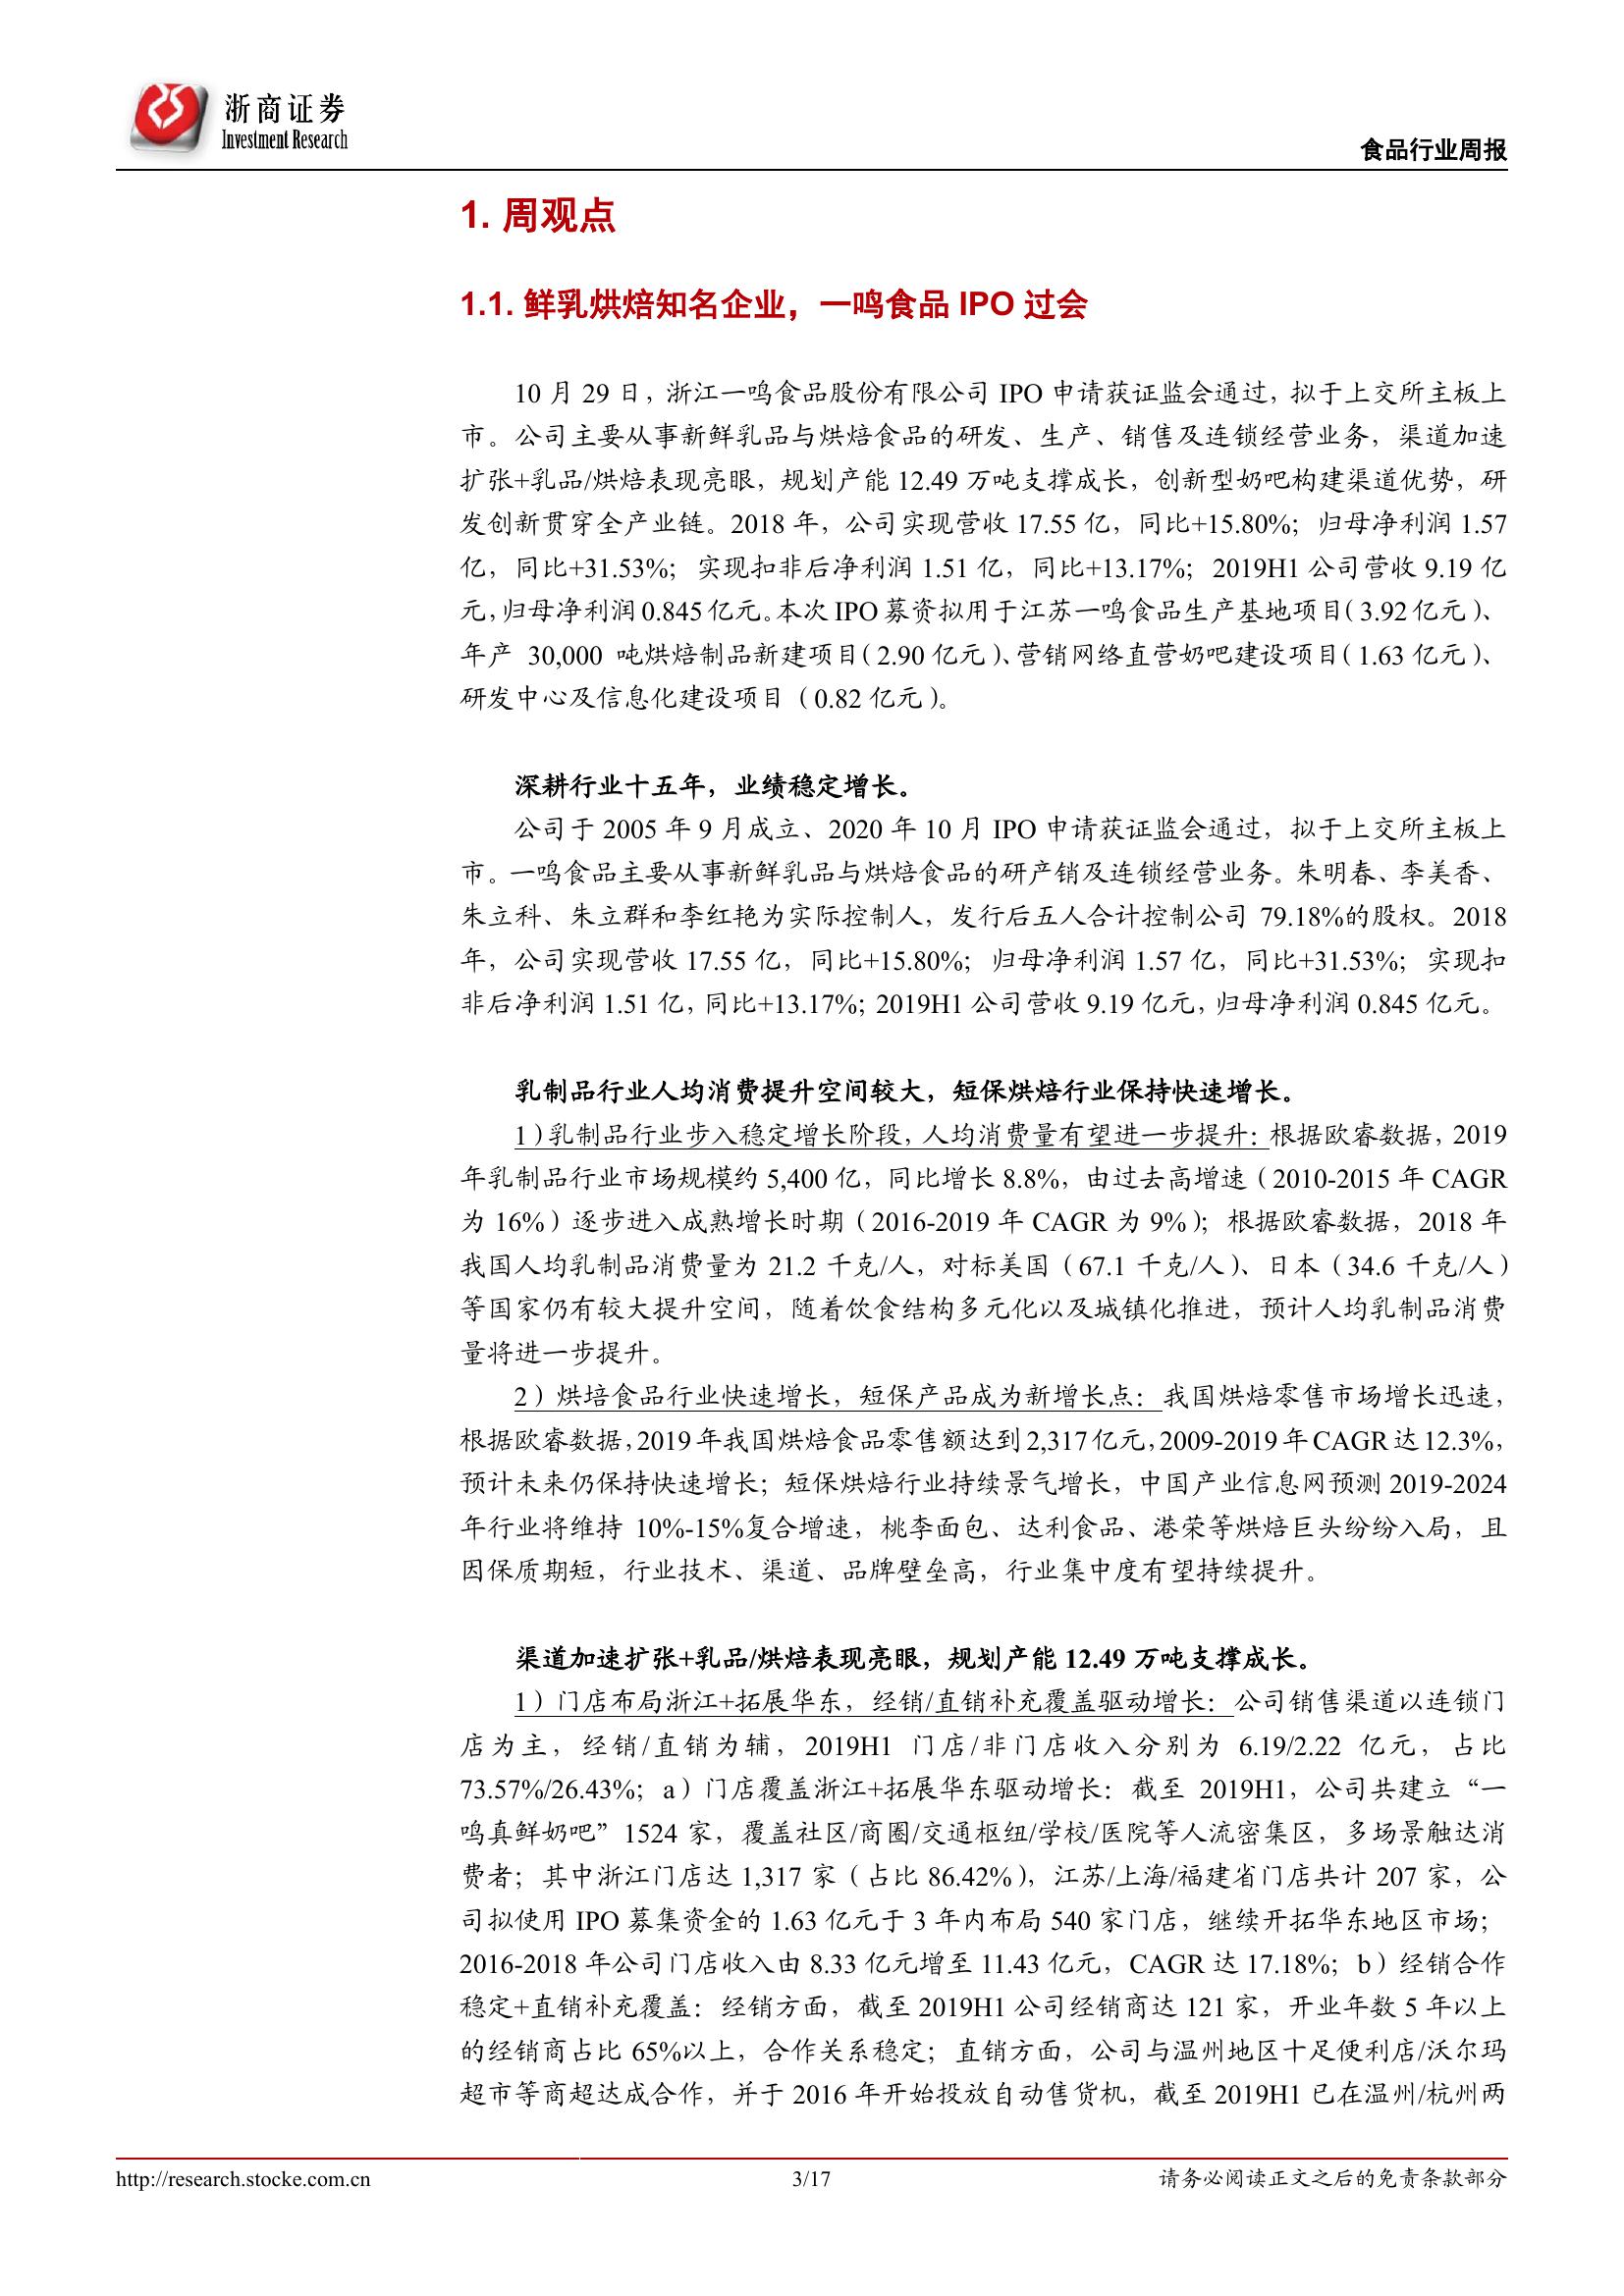 浙商证券
Investment Research
食品行业周报
1. 周观点
1.1. 鲜乳烘焙知名企业，一鸣食品 IPO 过会
10 月 29 日，浙江一鸣食品股份有限公司 IPO 申请获证监会通过，拟于上交所主板上
市。公司主要从事新鲜乳品与烘焙食品的研发、生产、销售及连锁经营业务，渠道加速
扩张+乳品/烘焙表现亮眼，规划产能 12.49 万吨支撑成长，创新型奶吧构建渠道优势，研
发创新贯穿全产业链。2018 年，公司实现营收 17.55 亿，同比+15.80%；归母净利润 1.57
亿，同比+31.53%；实现扣非后净利润 1.51 亿，同比+13.17%；2019H1 公司营收 9.19 亿
元，归母净利润 0.845 亿元。本次 IPO 募资拟用于江苏一鸣食品生产基地项目（3.92 亿元）、
年产 30,000 吨烘焙制品新建项目（2.90 亿元）、营销网络直营奶吧建设项目（1.63 亿元）、
研发中心及信息化建设项目（0.82 亿元）。
深耕行业十五年，业绩稳定增长。
公司于 2005 年 9 月成立、2020 年 10 月 IPO 申请获证监会通过，拟于上交所主板上
市。一鸣食品主要从事新鲜乳品与烘焙食品的研产销及连锁经营业务。朱明春、李美香、
朱立科、朱立群和李红艳为实际控制人，发行后五人合计控制公司 79.18%的股权。2018
年，公司实现营收 17.55 亿，同比+15.80%；归母净利润 1.57 亿，同比+31.53%；实现扣
非后净利润 1.51 亿，同比+13.17%；2019H1 公司营收 9.19 亿元，归母净利润 0.845 亿元。
乳制品行业人均消费提升空间较大，短保烘焙行业保持快速增长。
1）乳制品行业步入稳定增长阶段，人均消费量有望进一步提升：根据欧睿数据，2019
年乳制品行业市场规模约 5,400 亿，同比增长 8.8%，由过去高增速（2010-2015 年 CAGR
为 16%）逐步进入成熟增长时期（2016-2019 年 CAGR 为 9%）；根据欧睿数据，2018 年
我国人均乳制品消费量为 21.2 千克/人，对标美国（67.1 千克/人）、日本（34.6 千克/人）
等国家仍有较大提升空间，随着饮食结构多元化以及城镇化推进，预计人均乳制品消费
量将进一步提升。
2）烘培食品行业快速增长，短保产品成为新增长点：我国烘焙零售市场增长迅速，
根据欧睿数据，2019 年我国烘焙食品零售额达到 2,317 亿元，2009-2019 年 CAGR 达 12.3%，
预计未来仍保持快速增长；短保烘焙行业持续景气增长，中国产业信息网预测 2019-2024
年行业将维持 10%-15%复合增速，桃李面包、达利食品、港荣等烘焙巨头纷纷入局，且
因保质期短，行业技术、渠道、品牌壁垒高，行业集中度有望持续提升。
渠道加速扩张+乳品/烘焙表现亮眼，规划产能 12.49 万吨支撑成长。
1）门店布局浙江+拓展华东，经销/直销补充覆盖驱动增长：公司销售渠道以连锁门
店为主，经销/直销为辅，2019H1 门店/非门店收入分别为 6.19/2.22 亿元，占比
73.57%/26.43%；a）门店覆盖浙江+拓展华东驱动增长：截至 2019H1，公司共建立“一
鸣真鲜奶吧”1524 家，覆盖社区/商圈/交通枢纽/学校/医院等人流密集区，多场景触达消
费者；其中浙江门店达 1,317 家（占比 86.42%），江苏/上海/福建省门店共计 207 家，公
司拟使用 IPO 募集资金的 1.63 亿元于 3 年内布局 540 家门店，继续开拓华东地区市场；
2016-2018 年公司门店收入由 8.33 亿元增至 11.43 亿元，CAGR 达 17.18%；b）经销合作
稳定+直销补充覆盖：经销方面，截至 2019H1 公司经销商达 121 家，开业年数 5 年以上
的经销商占比 65%以上，合作关系稳定；直销方面，公司与温州地区十足便利店/沃尔玛
超市等商超达成合作，并于 2016 年开始投放自动售货机，截至 2019H1 已在温州/杭州两
http://research.stocke.com.cn
3/17
请务必阅读正文之后的免责条款部分